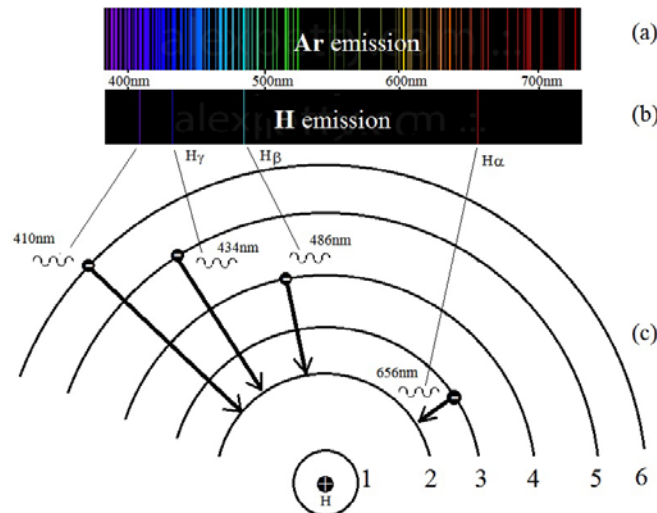 Ar emission
(a)
400nm 500nm 600nm 700nm
H emission
(b)
Hγ Hβ Hα
410nm
434nm
486nm
656nm
(c)
1 2 3 4 5 6
H